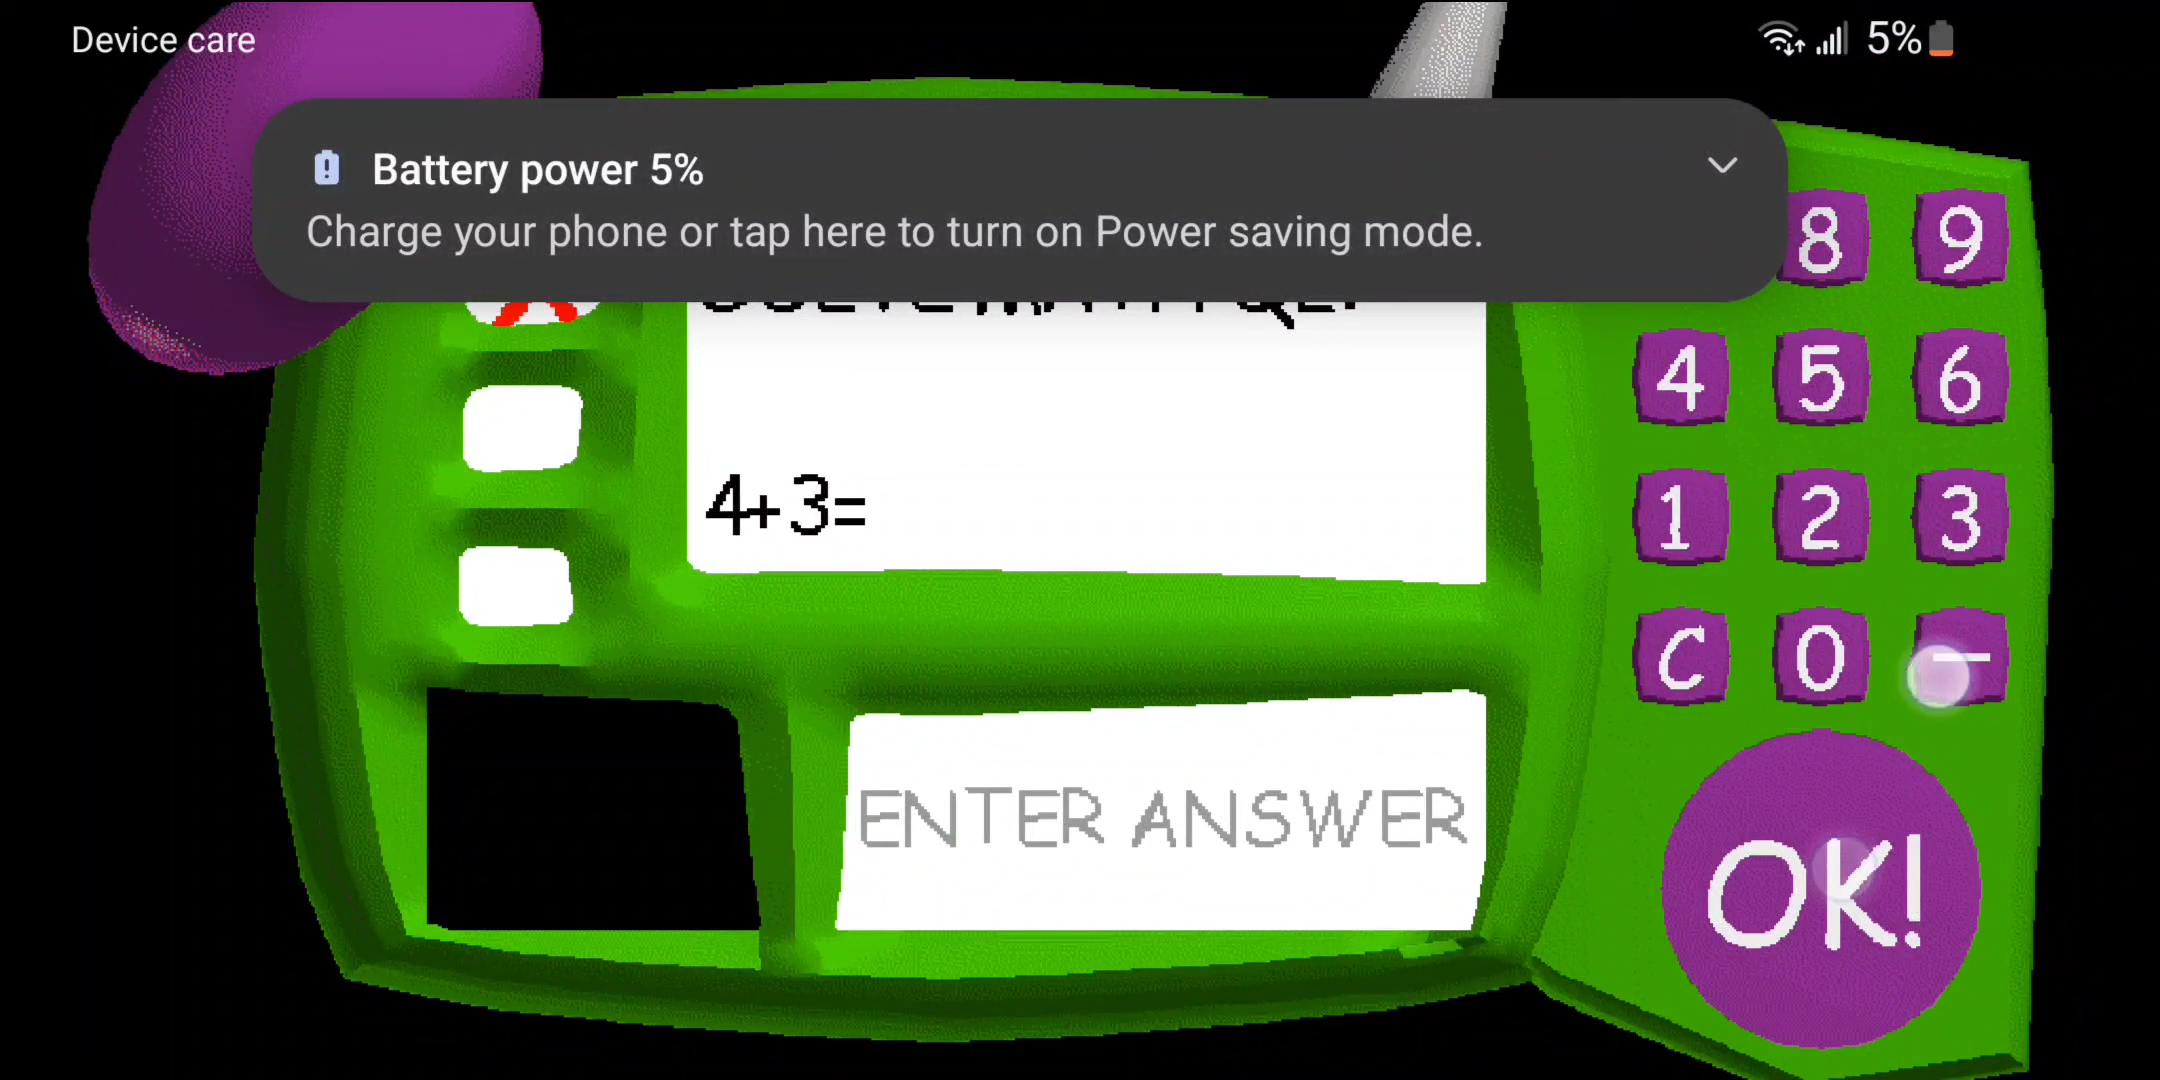 Device care
5%
Battery power 5%
Charge your phone or tap here to turn on Power saving mode.
8 9
4 5 6
4+3=
1 2 3
C 0 —
ENTER ANSWER
OK!